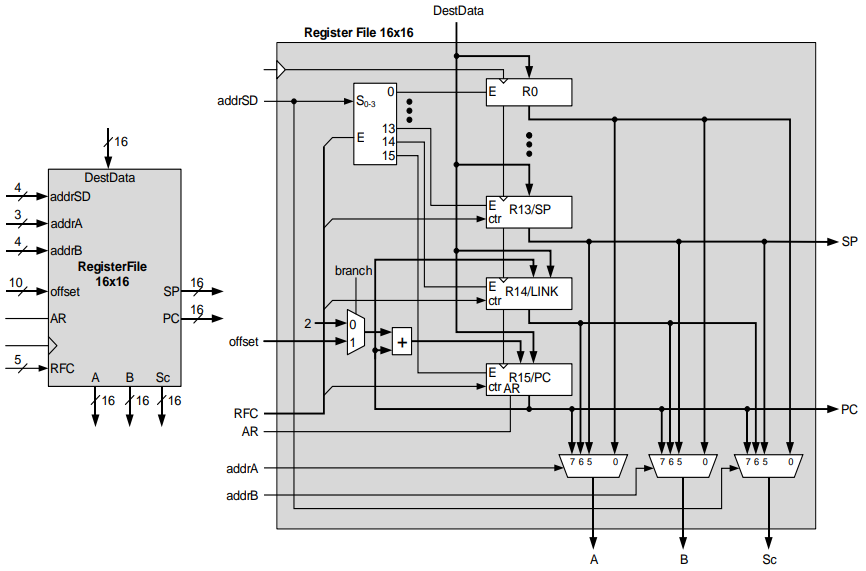 DestData
Register File 16x16
addrSD
S0-3
0
13
14
15
E
E
R0
16
DestData
4
addrSD
3
addrA
4
addrB
RegisterFile
16x16
10
offset
SP
16
PC
16
AR
5
RFC
A
B
Sc
16
16
16
E
ctr
R13/SP
SP
branch
E
ctr
R14/LINK
2
0
1
offset
+
E
ctr
R15/PC
AR
RFC
PC
AR
addrA
7 6 5 0
7 6 5 0
7 6 5 0
addrB
A
B
Sc